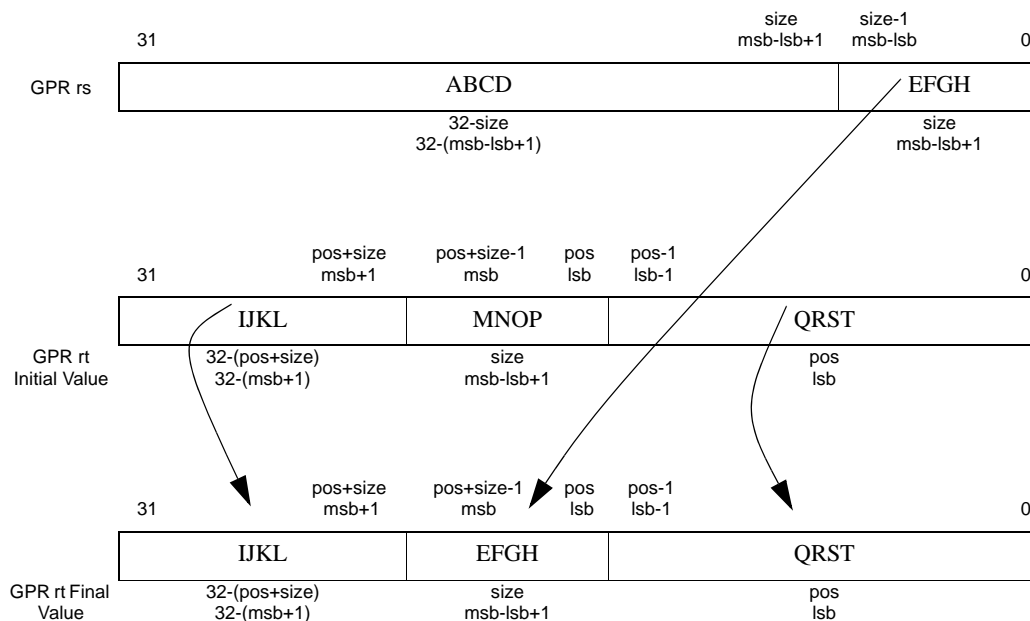 size size-1
31 msb-lsb+1 msb-lsb 0
GPR rs ABCD EFGH
32-size size
32-(msb-lsb+1) msb-lsb+1
pos+size pos+size-1 pos pos-1
31 msb+1 msb lsb lsb-1 0
IJKL MNOP QRST
GPR rt 32-(pos+size) size pos
Initial Value 32-(msb+1) msb-lsb+1 lsb
pos+size pos+size-1 pos pos-1
31 msb+1 msb lsb lsb-1 0
IJKL EFGH QRST
GPR rt Final 32-(pos+size) size pos
Value 32-(msb+1) msb-lsb+1 lsb